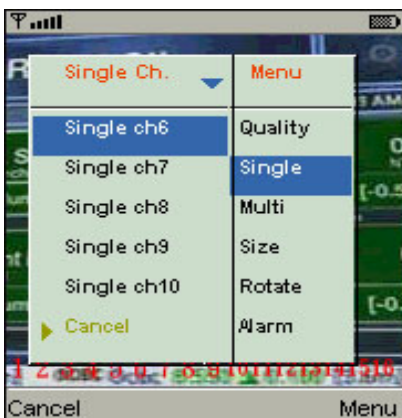 Single Ch. Menu
Single ch6 Quality
Single ch7 Single
Single ch8 Multi
Single ch9 Size
Single ch10 Rotate
Cancel Alarm
Cancel Menu